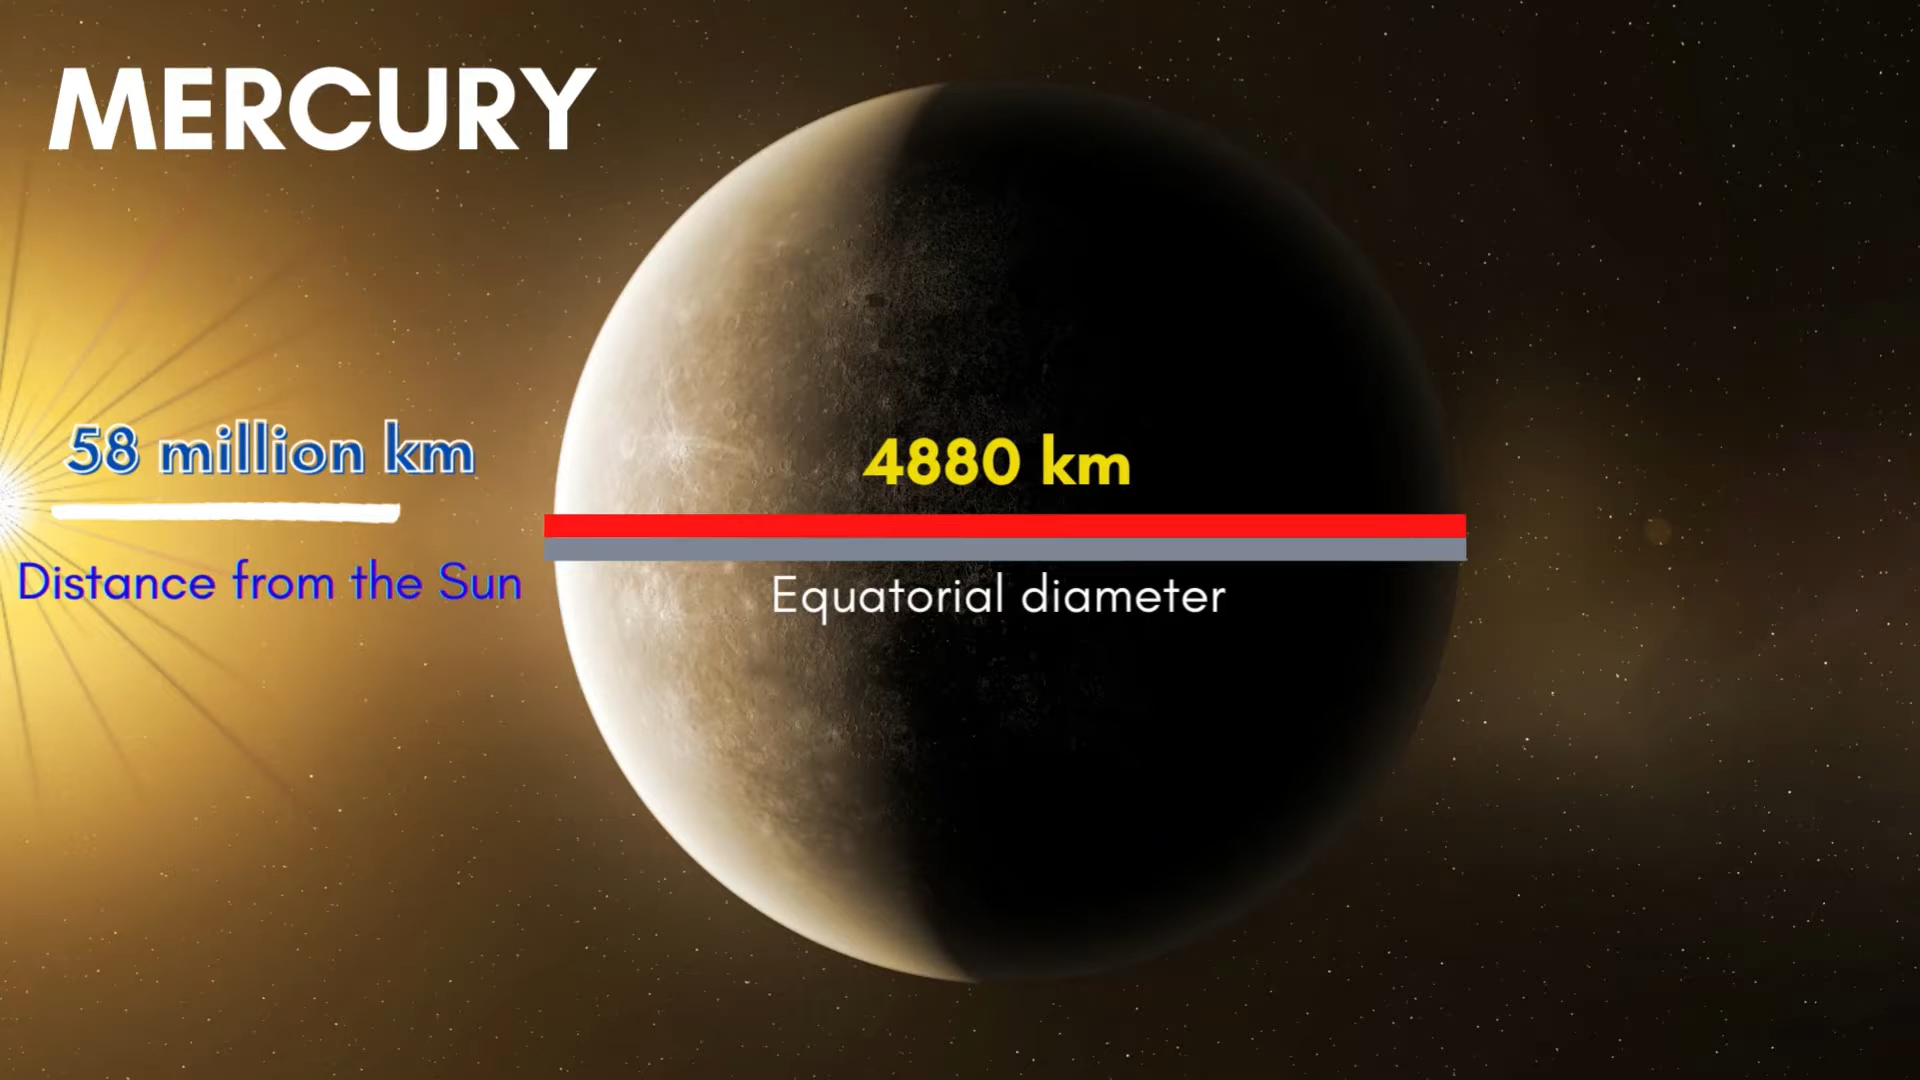 MERCURY
58 million km
Distance from the Sun
4880 km
Equatorial diameter